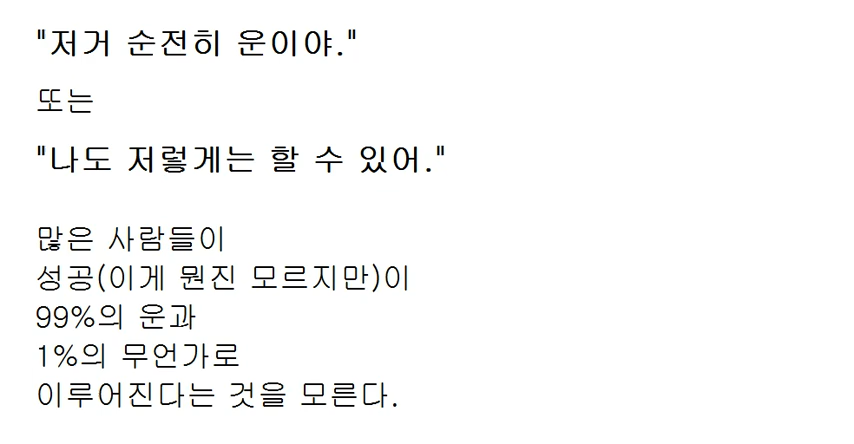 "저거 순전히 운이야."
또는
"나도 저렇게는 할 수 있어."
많은 사람들이
성공(이게 뭔진 모르지만)이
99%의 운과
1%의 무언가로
이루어진다는 것을 모른다.